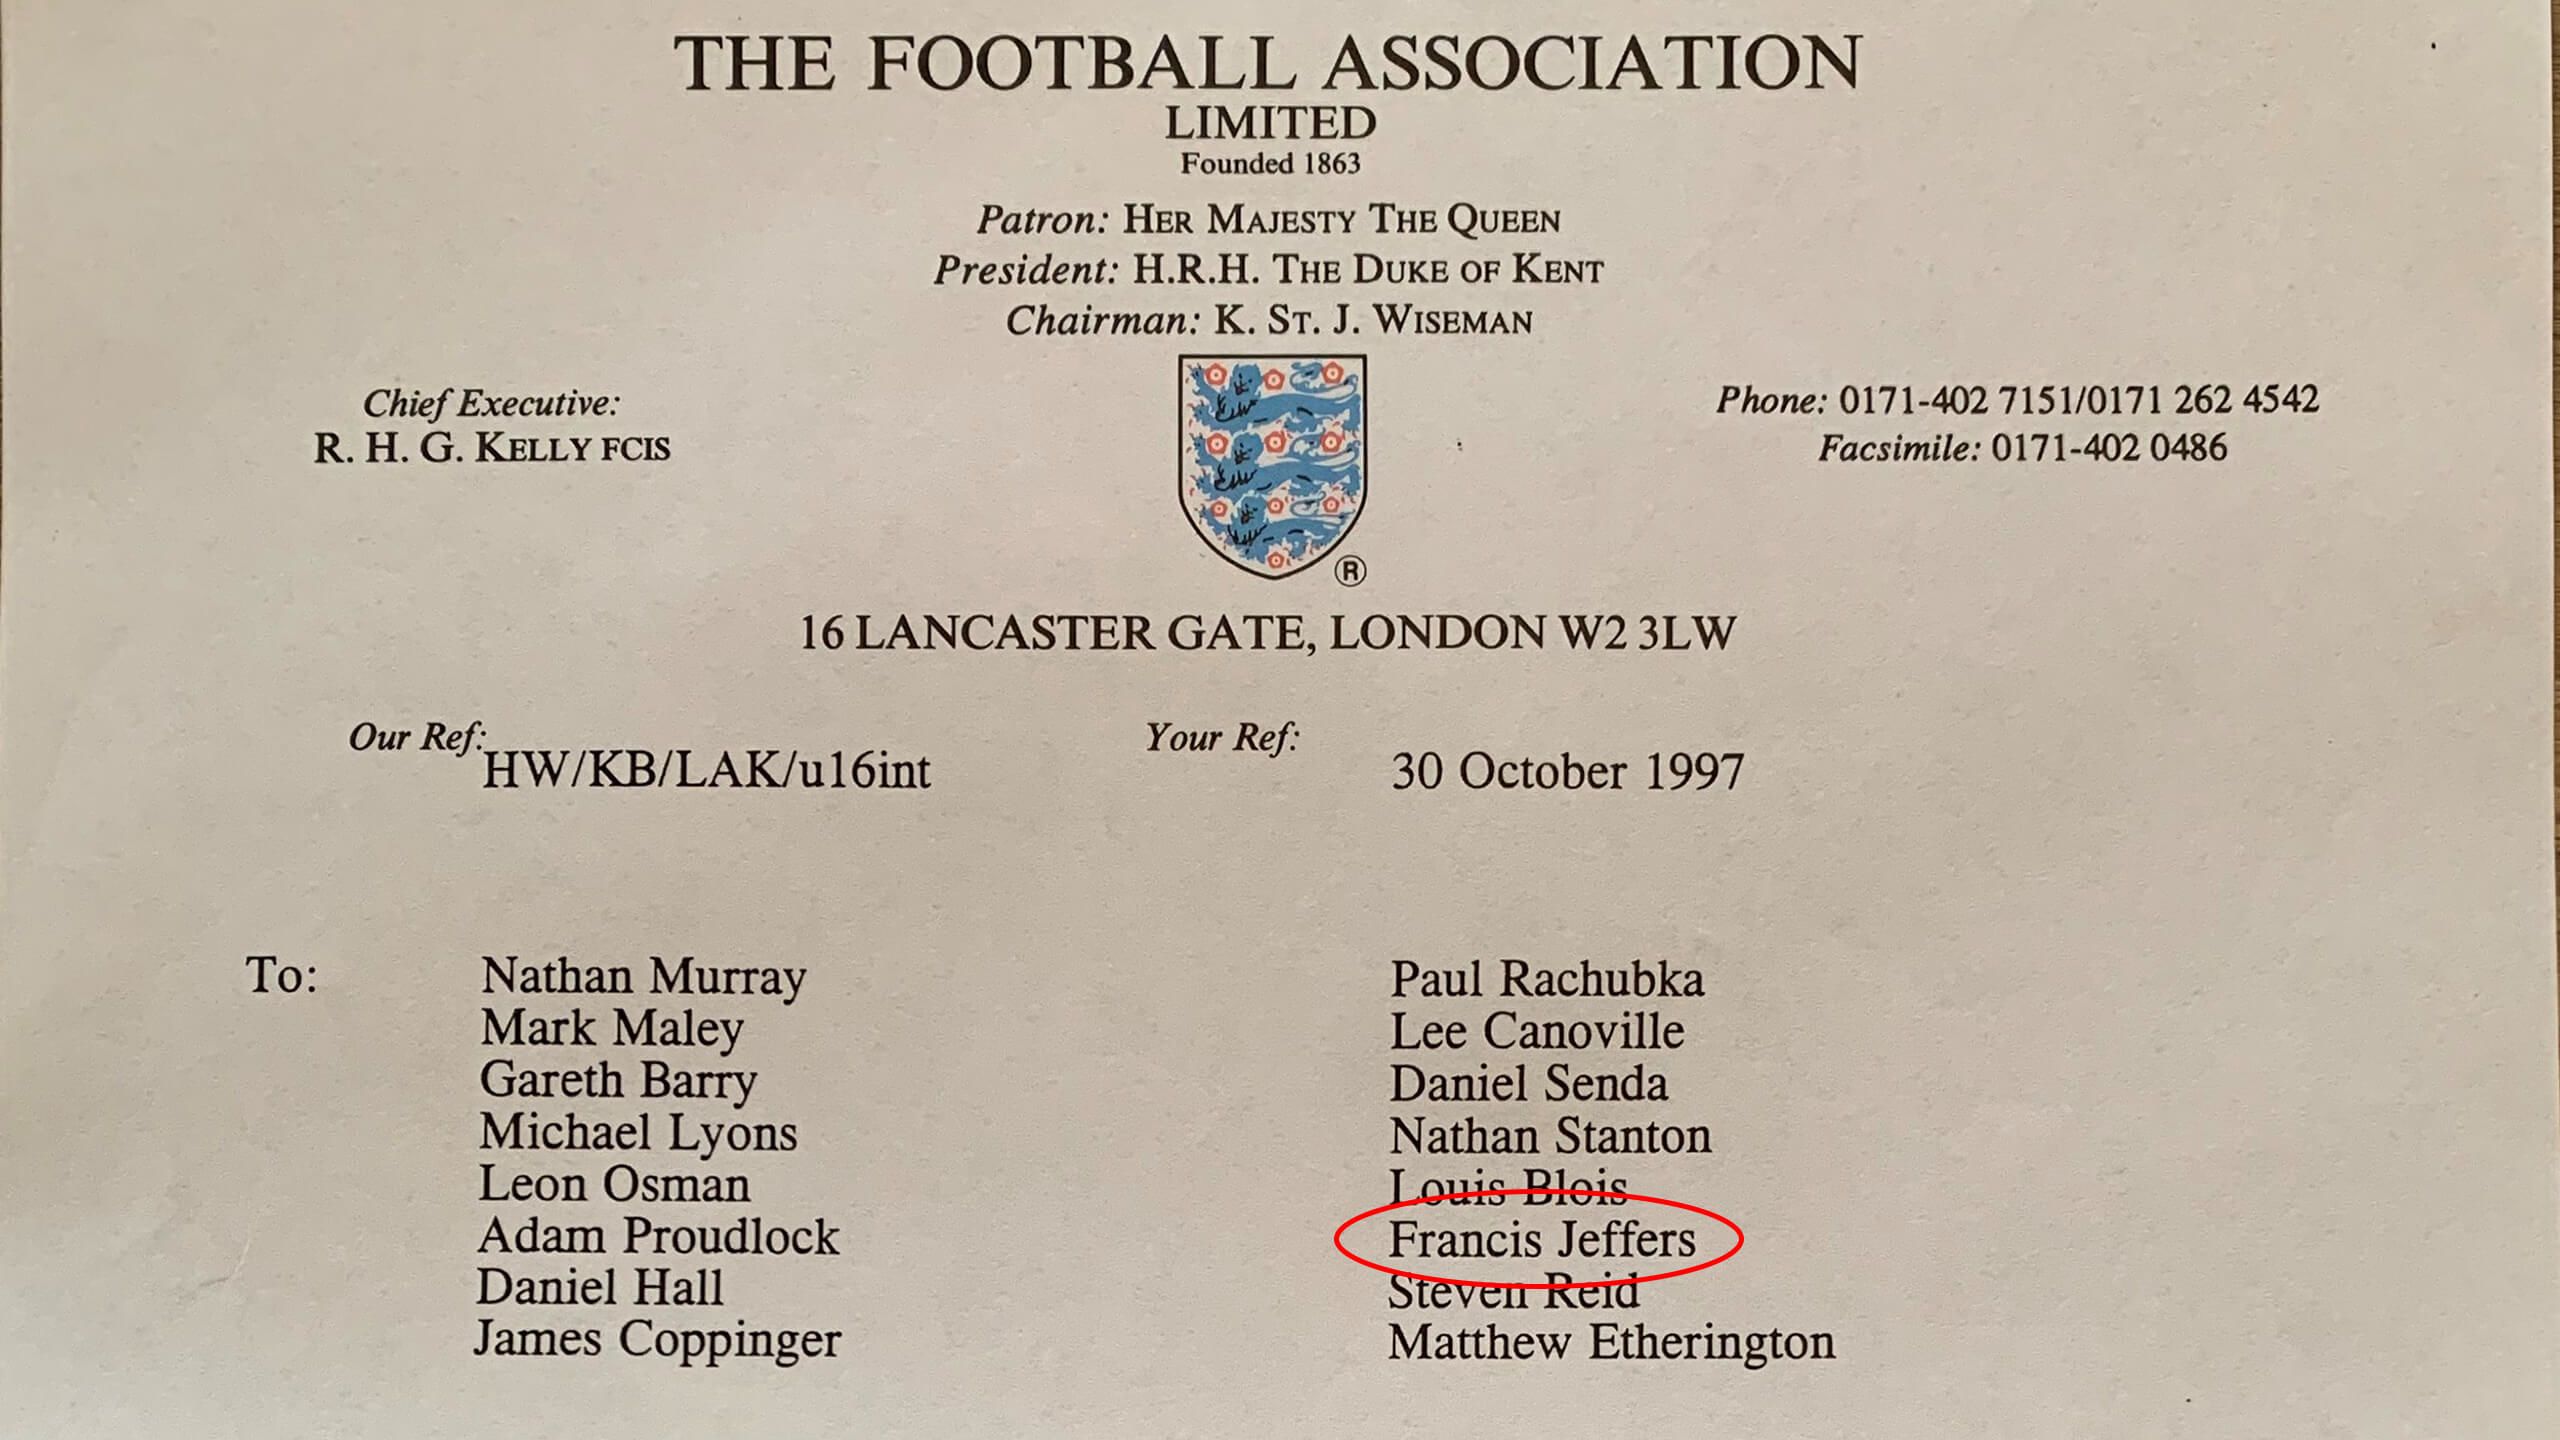 THE FOOTBALL ASSOCIATION
LIMITED
Founded 1863
Patron: HER MAJESTY THE QUEEN
President: H.R.H. THE DUKE OF KENT
Chairman: K. ST. J. WISEMAN
Chief Executive:
R. H. G. KELLY FCIS
Phone: 0171-402 7151/0171 262 4542
Facsimile: 0171-402 0486
®
16 LANCASTER GATE, LONDON W2 3LW
Our Ref: HW/KB/LAK/u16int
Your Ref:
30 October 1997
To:
Nathan Murray
Mark Maley
Gareth Barry
Michael Lyons
Leon Osman
Adam Proudlock
Daniel Hall
James Coppinger
Paul Rachubka
Lee Canoville
Daniel Senda
Nathan Stanton
Louis Blois
Francis Jeffers
Steven Reid
Matthew Etherington